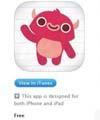 View In iTunes
+ This app is designed for
both iPhone and iPad
Free